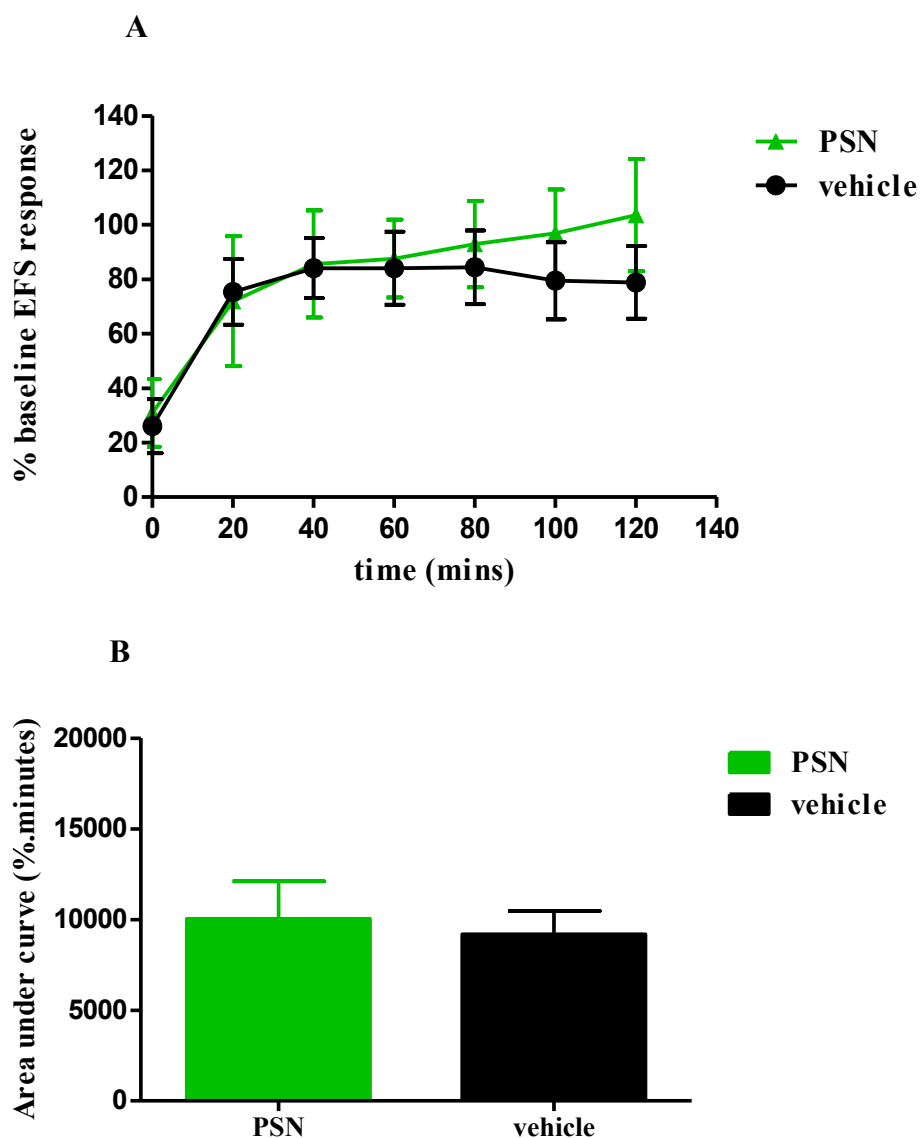 A
140
120
100
80
60
40
20
0
% baseline EFS response
0 20 40 60 80 100 120 140
time (mins)
PSN
vehicle
B
20000
15000
10000
5000
0
Area under curve (%.minutes)
PSN vehicle
PSN
vehicle